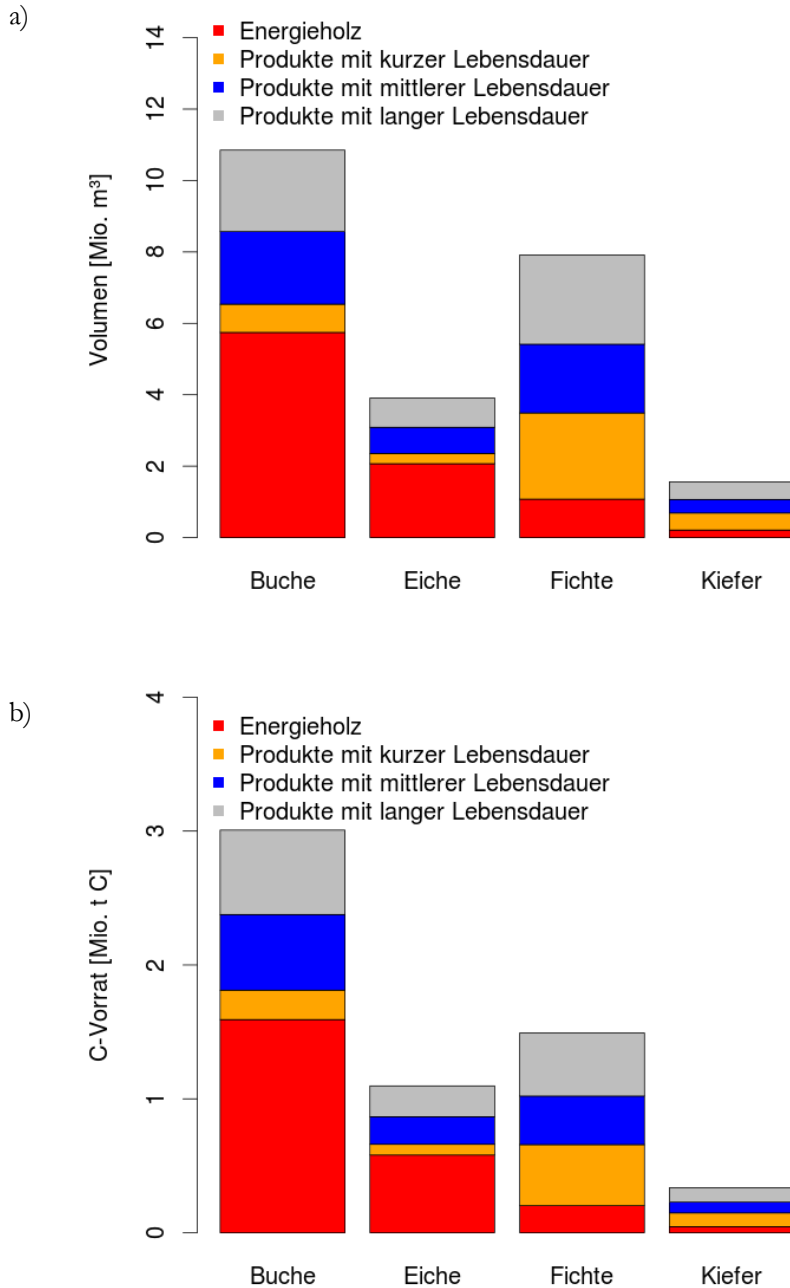 a)
Energieholz
Produkte mit kurzer Lebensdauer
Produkte mit mittlerer Lebensdauer
Produkte mit langer Lebensdauer
Volumen [Mio. m³]
14
12
10
8
6
4
2
0
Buche Eiche Fichte Kiefer
b)
Energieholz
Produkte mit kurzer Lebensdauer
Produkte mit mittlerer Lebensdauer
Produkte mit langer Lebensdauer
C-Vorrat [Mio. t C]
4
3
2
1
0
Buche Eiche Fichte Kiefer